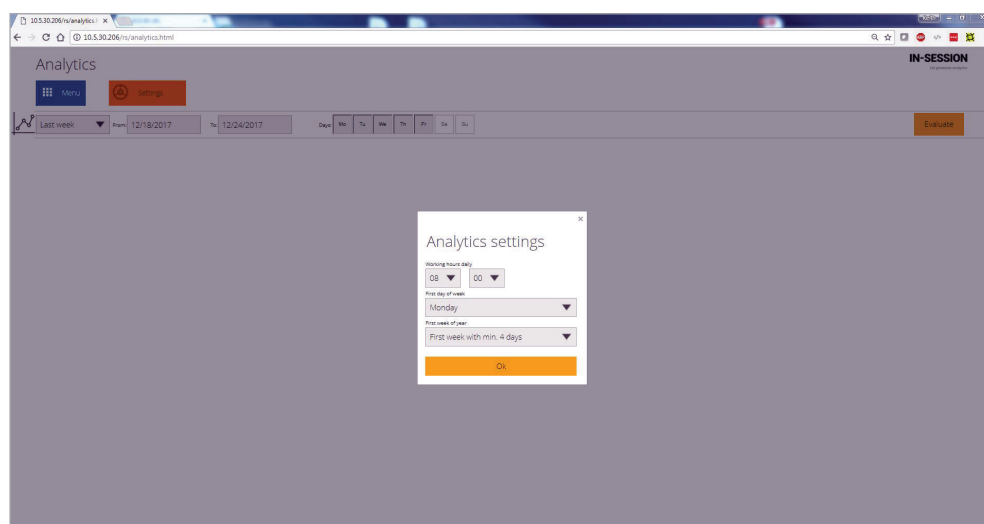 10.5.30.206/rs/analytics.
10.5.30.206/rs/analytics.html
Analytics
IN-SESSION
Menu
Settings
Last week From: 12/18/2017 To: 12/24/2017 Days: Mo Tu We Th Fr Sa Su Evaluate
Analytics settings
Working hours daily
08 00
First day of week
Monday
First week of year
First week with min. 4 days
Ok